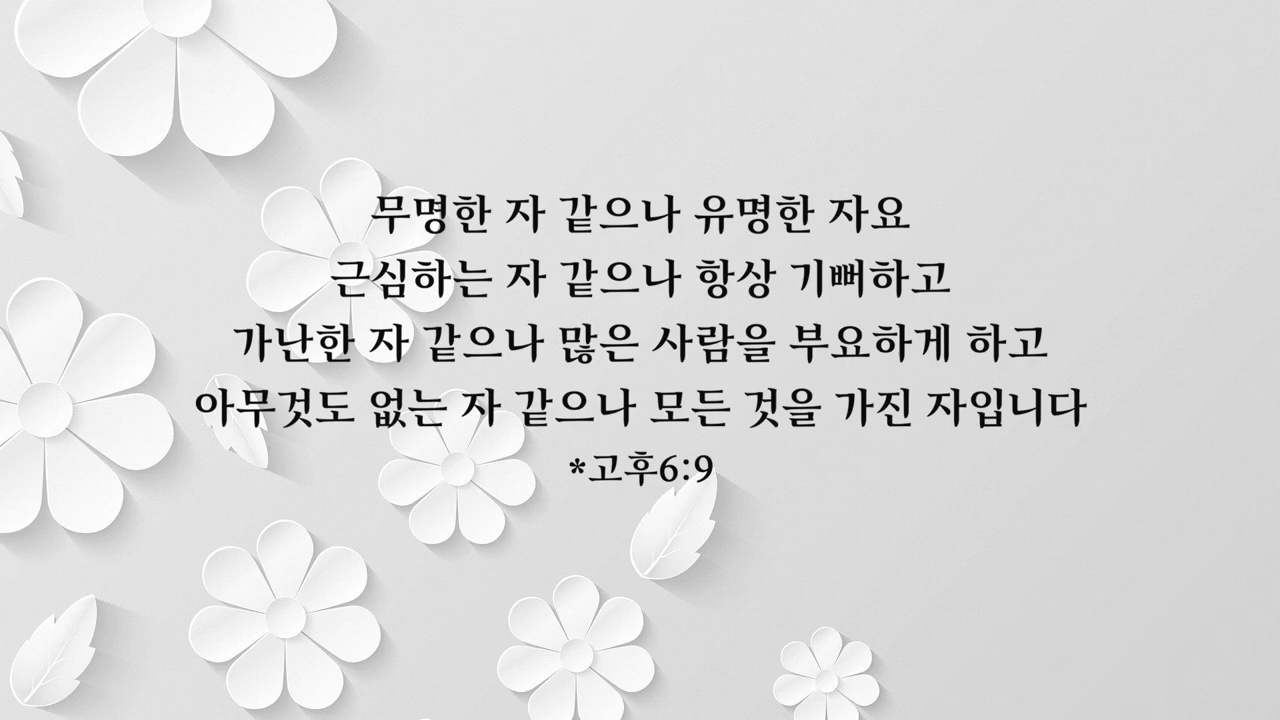 무명한 자 같으나 유명한 자요
근심하는 자 같으나 항상 기뻐하고
가난한 자 같으나 많은 사람을 부요하게 하고
아무것도 없는 자 같으나 모든 것을 가진 자입니다
*고후6:9